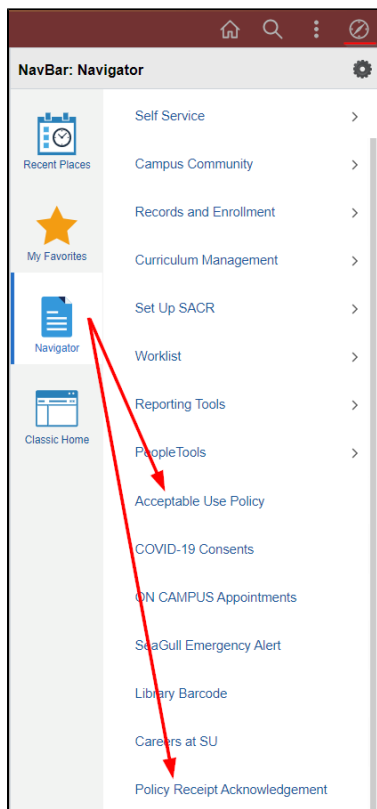 NavBar: Navigator
Recent Places
My Favorites
Navigator
Classic Home
Self Service
Campus Community
Records and Enrollment
Curriculum Management
Set Up SACR
Worklist
Reporting Tools
PeopleTools
Acceptable Use Policy
COVID-19 Consents
ON CAMPUS Appointments
SeaGull Emergency Alert
Library Barcode
Careers at SU
Policy Receipt Acknowledgement